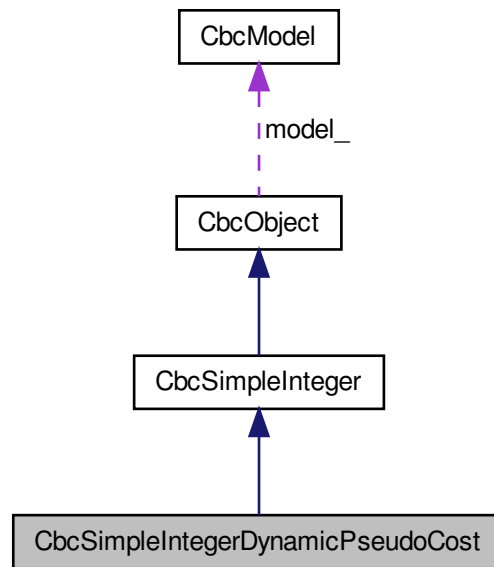 CbcModel
model_
CbcObject
CbcSimpleInteger
CbcSimpleIntegerDynamicPseudoCost